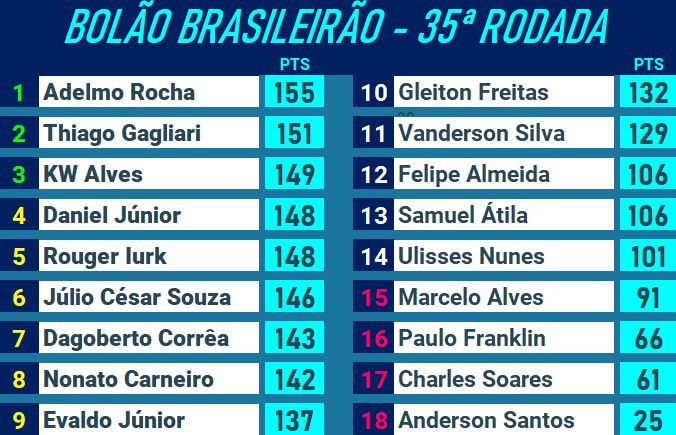 BOLÃO BRASILEIRÃO - 35ª RODADA
PTS
1 Adelmo Rocha 155
2 Thiago Gagliari 151
3 KW Alves 149
4 Daniel Júnior 148
5 Rouger Iurk 148
6 Júlio César Souza 146
7 Dagoberto Corrêa 143
8 Nonato Carneiro 142
9 Evaldo Júnior 137
PTS
10 Gleiton Freitas 132
11 Vanderson Silva 129
12 Felipe Almeida 106
13 Samuel Átila 106
14 Ulisses Nunes 101
15 Marcelo Alves 91
16 Paulo Franklin 66
17 Charles Soares 61
18 Anderson Santos 25